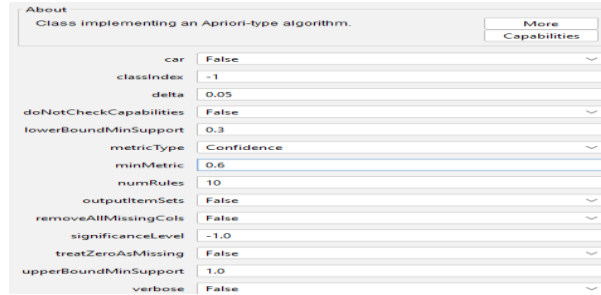 About
Class implementing an Apriori-type algorithm.
More
Capabilities
car False
classIndex -1
delta 0.05
doNotCheckCapabilities False
lowerBoundMinSupport 0.3
metricType Confidence
minMetric 0.6
numRules 10
outputItemSets False
removeAllMissingCols False
significanceLevel -1.0
treatZeroAsMissing False
upperBoundMinSupport 1.0
verbose False